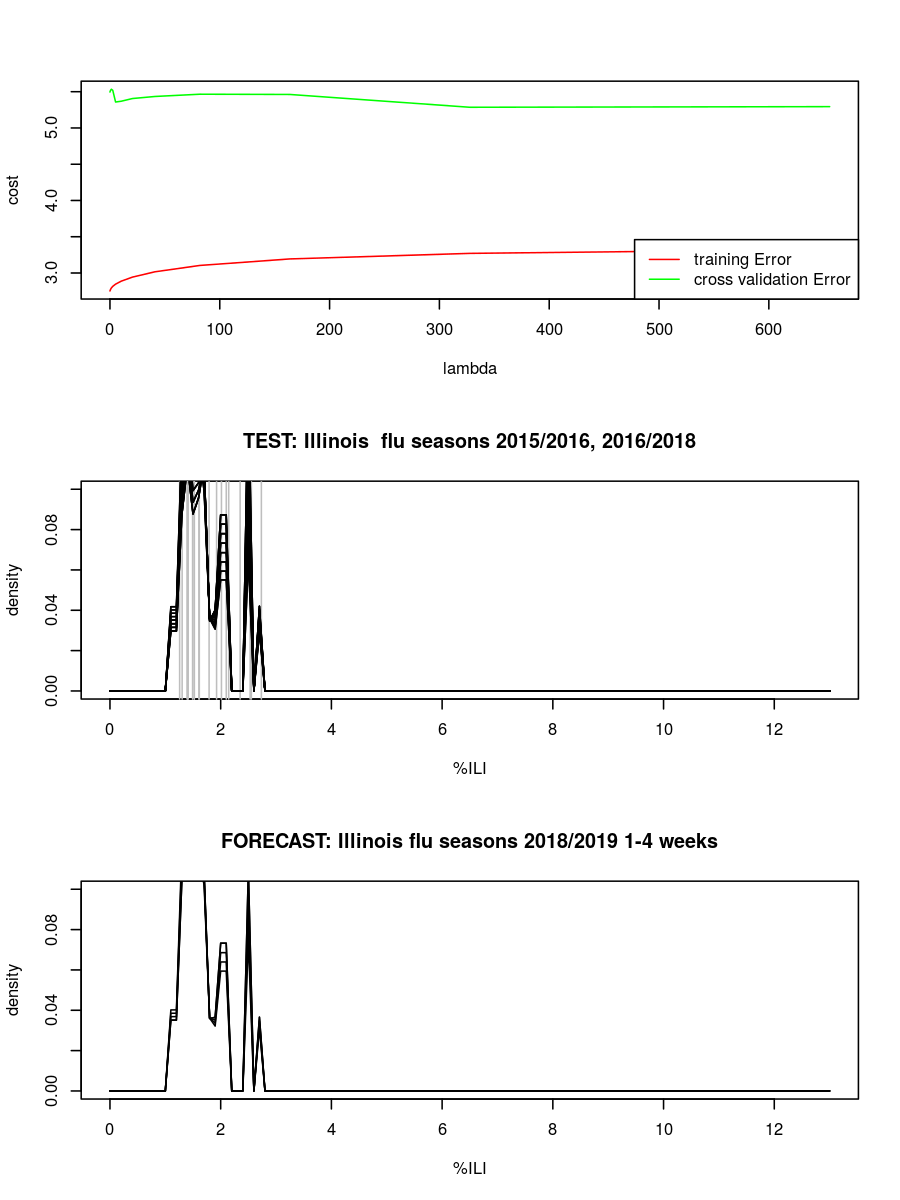 5.0
4.0
3.0
cost
training Error
cross validation Error
0 100 200 300 400 500 600
lambda
TEST: Illinois  flu seasons 2015/2016, 2016/2018
0.08
0.04
0.00
density
0 2 4 6 8 10 12
%ILI
FORECAST: Illinois flu seasons 2018/2019 1-4 weeks
0.08
0.04
0.00
density
0 2 4 6 8 10 12
%ILI